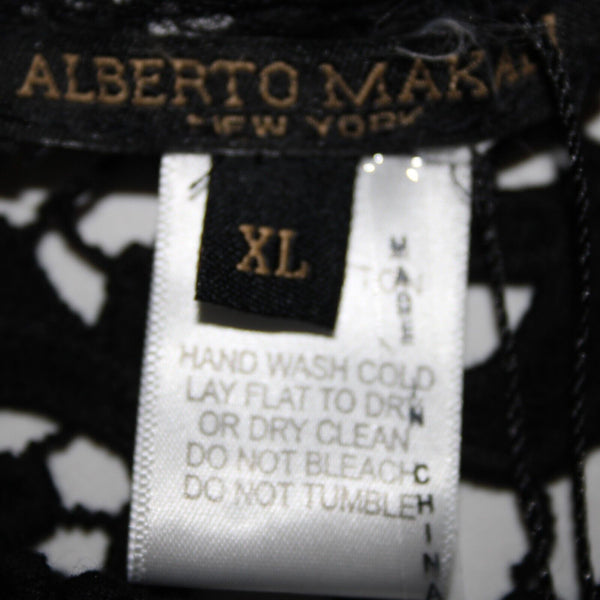 ALBERTO MAKALI
NEW YORK
XL
HAND WASH COLD
LAY FLAT TO DRY
OR DRY CLEAN
DO NOT BLEACH
DO NOT TUMBLE
MADE IN CHINA